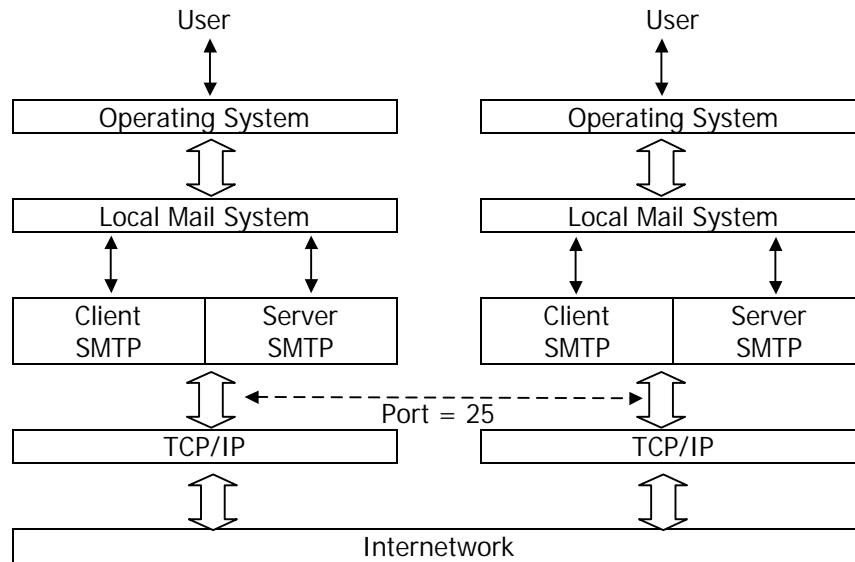 User User
Operating System Operating System
Local Mail System Local Mail System
Client Server Client Server
SMTP SMTP SMTP SMTP
Port = 25
TCP/IP TCP/IP
Internetwork